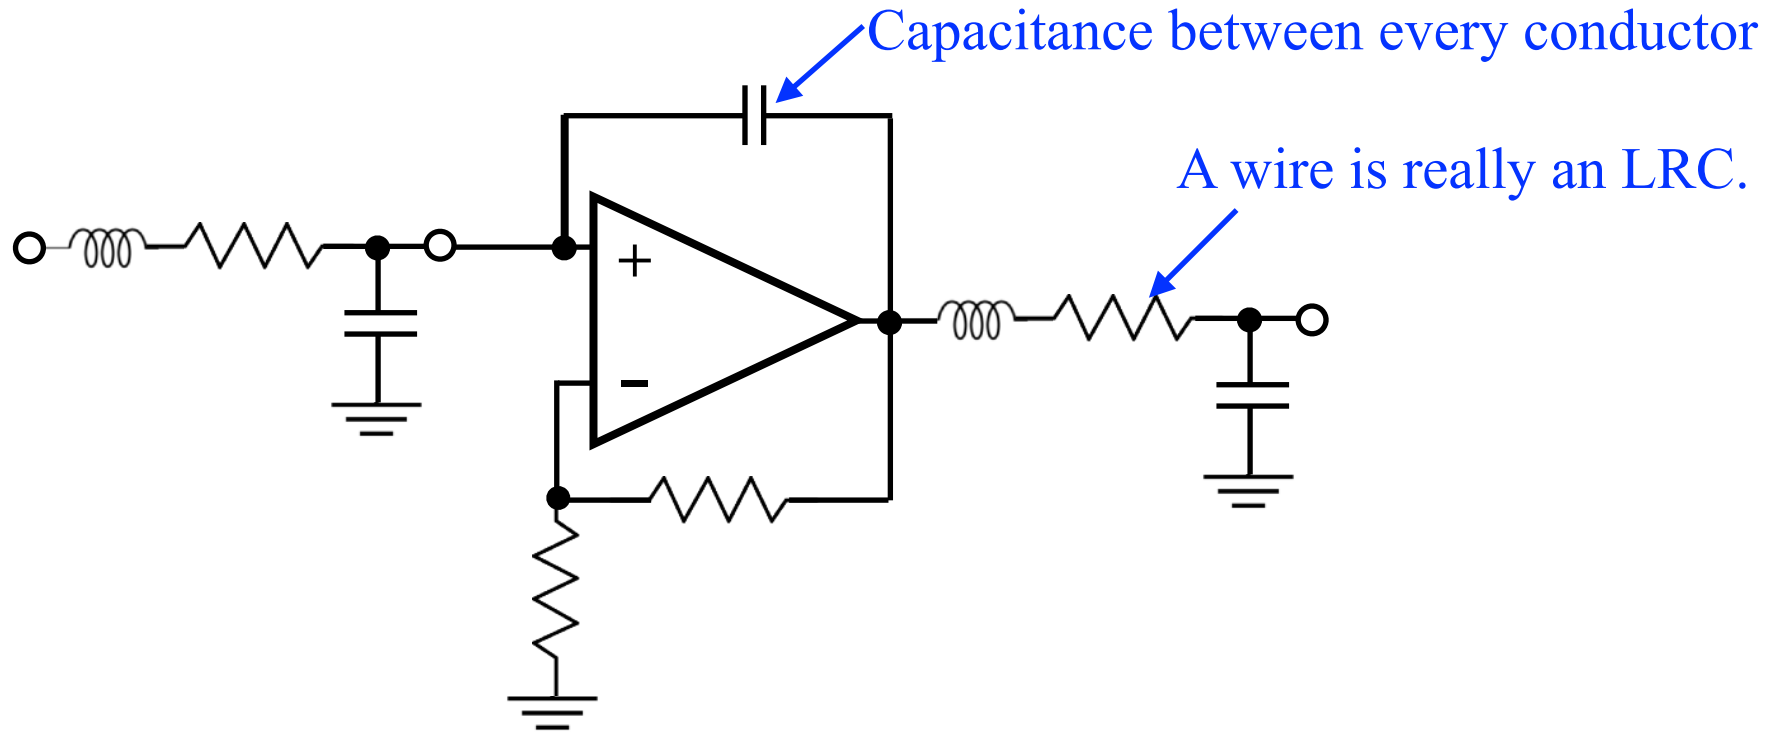 Capacitance between every conductor
A wire is really an LRC.
+
-